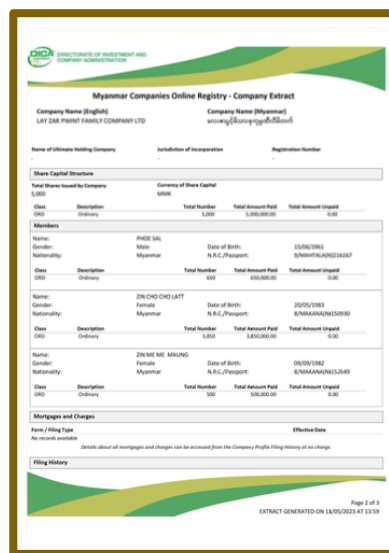 DICA
DIRECTORATE OF INVESTMENT AND
COMPANY ADMINISTRATION
Myanmar Companies Online Registry - Company Extract
Company Name (English) Company Name (Myanmar)
LAY ZAR PWINT FAMILY COMPANY LTD
Name of Ultimate Holding Company Jurisdiction of Incorporation Registration Number
- - -
Share Capital Structure
Total Shares Issued by Company Currency of Share Capital
5,000 MMK
Class Description Total Number Total Amount Paid Total Amount Unpaid
ORD Ordinary 5,000 5,000,000.00 0.00
Members
Name: PHOE SAL
Gender: Male Date of Birth: 15/06/1961
Nationality: Myanmar N.R.C./Passport: 9/MAHTALA(N)216167
Class Description Total Number Total Amount Paid Total Amount Unpaid
ORD Ordinary 650 650,000.00 0.00
Name: ZIN CHO CHO LATT
Gender: Female Date of Birth: 20/05/1983
Nationality: Myanmar N.R.C./Passport: 8/MAKANA(N)150930
Class Description Total Number Total Amount Paid Total Amount Unpaid
ORD Ordinary 3,850 3,850,000.00 0.00
Name: ZIN ME ME MAUNG
Gender: Female Date of Birth: 09/09/1982
Nationality: Myanmar N.R.C./Passport: 8/MAKANA(N)152649
Class Description Total Number Total Amount Paid Total Amount Unpaid
ORD Ordinary 500 500,000.00 0.00
Mortgages and Charges
Form / Filing Type Effective Date
No records available
Details about all mortgages and charges can be accessed from the Company Profile Filing History at no charge.
Filing History
Page 2 of 3
EXTRACT GENERATED ON 18/05/2023 AT 13:59